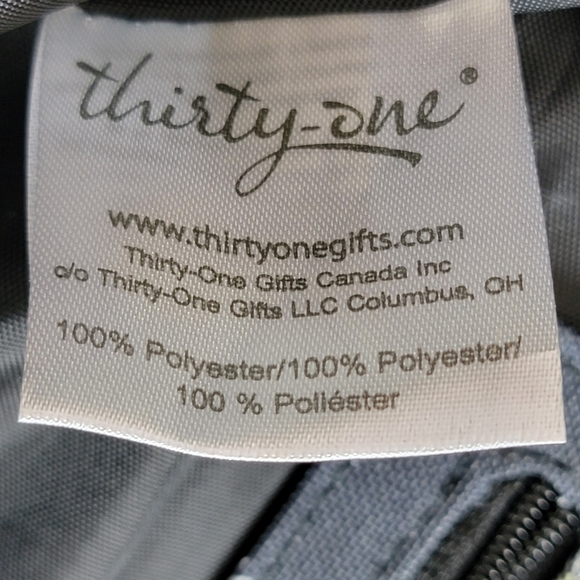 thirty-one®
www.thirtyonegifts.com
Thirty-One Gifts Canada Inc
c/o Thirty-One Gifts LLC Columbus, OH
100% Polyester/100% Polyester/
100 % Poliéster